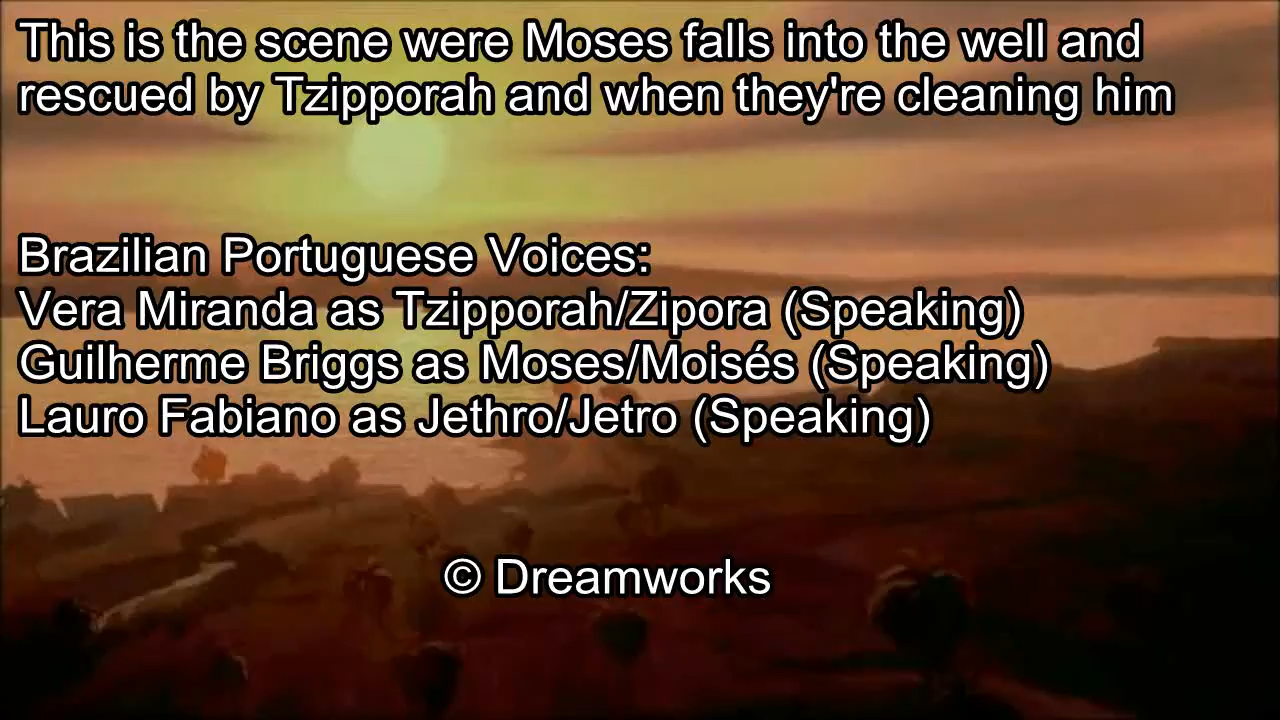 This is the scene were Moses falls into the well and
rescued by Tzipporah and when they're cleaning him
Brazilian Portuguese Voices:
Vera Miranda as Tzipporah/Zipora (Speaking)
Guilherme Briggs as Moses/Moisés (Speaking)
Lauro Fabiano as Jethro/Jetro (Speaking)
© Dreamworks